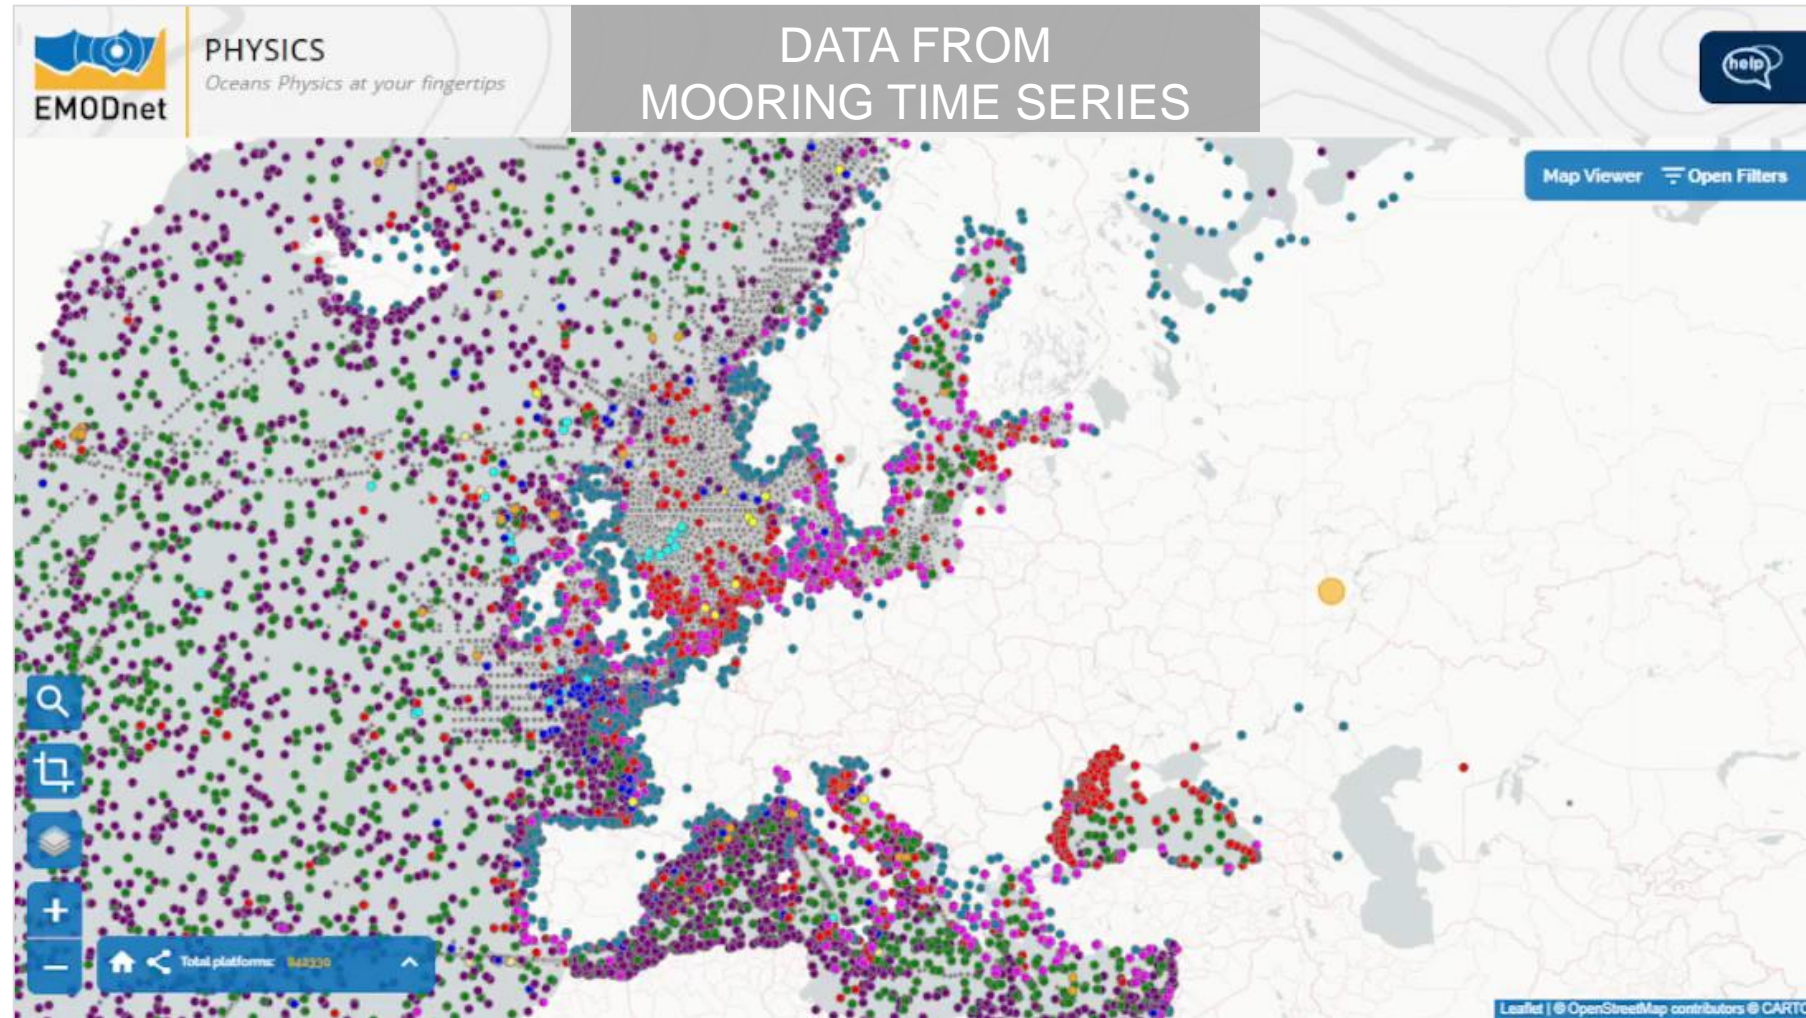 DATA FROM
MOORING TIME SERIES
EMODnet
PHYSICS
Oceans Physics at your fingertips
help
Map Viewer Open Filters
Total platforms:
Leaflet | © OpenStreetMap contributors © CARTO